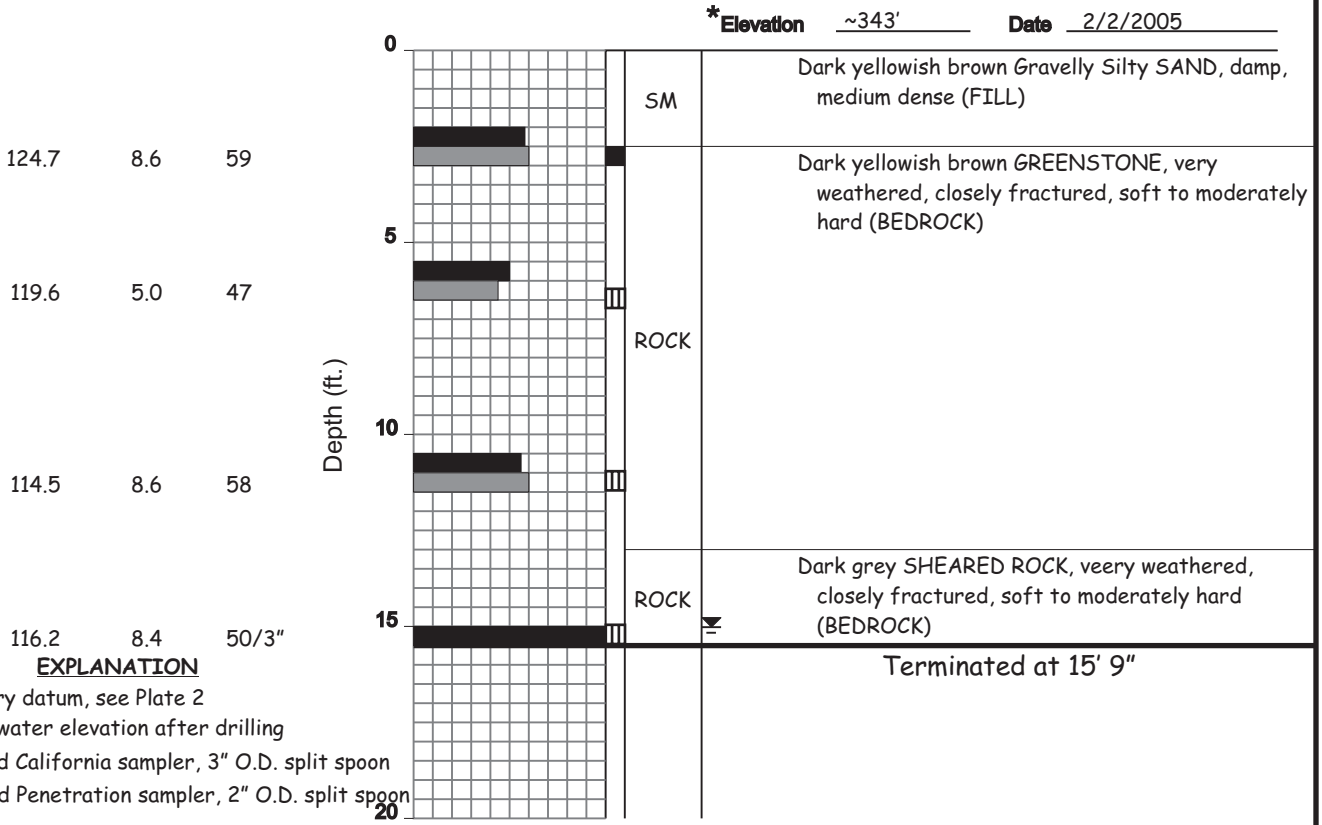 *Elevation ~343' Date 2/2/2005
0
Dark yellowish brown Gravelly Silty SAND, damp,
medium dense (FILL)
SM
124.7 8.6 59
Dark yellowish brown GREENSTONE, very
weathered, closely fractured, soft to moderately
hard (BEDROCK)
5
119.6 5.0 47
ROCK
Depth (ft.)
10
114.5 8.6 58
Dark grey SHEARED ROCK, veery weathered,
closely fractured, soft to moderately hard
(BEDROCK)
ROCK
15
116.2 8.4 50/3"
Terminated at 15' 9"
EXPLANATION
ry datum, see Plate 2
water elevation after drilling
d California sampler, 3" O.D. split spoon
d Penetration sampler, 2" O.D. split spoon
20